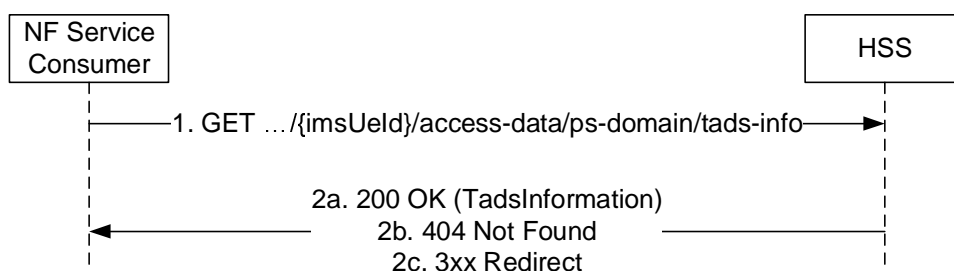 NF Service
Consumer
HSS
1. GET …/{imsUeId}/access-data/ps-domain/tads-info
2a. 200 OK (TadsInformation)
2b. 404 Not Found
2c. 3xx Redirect